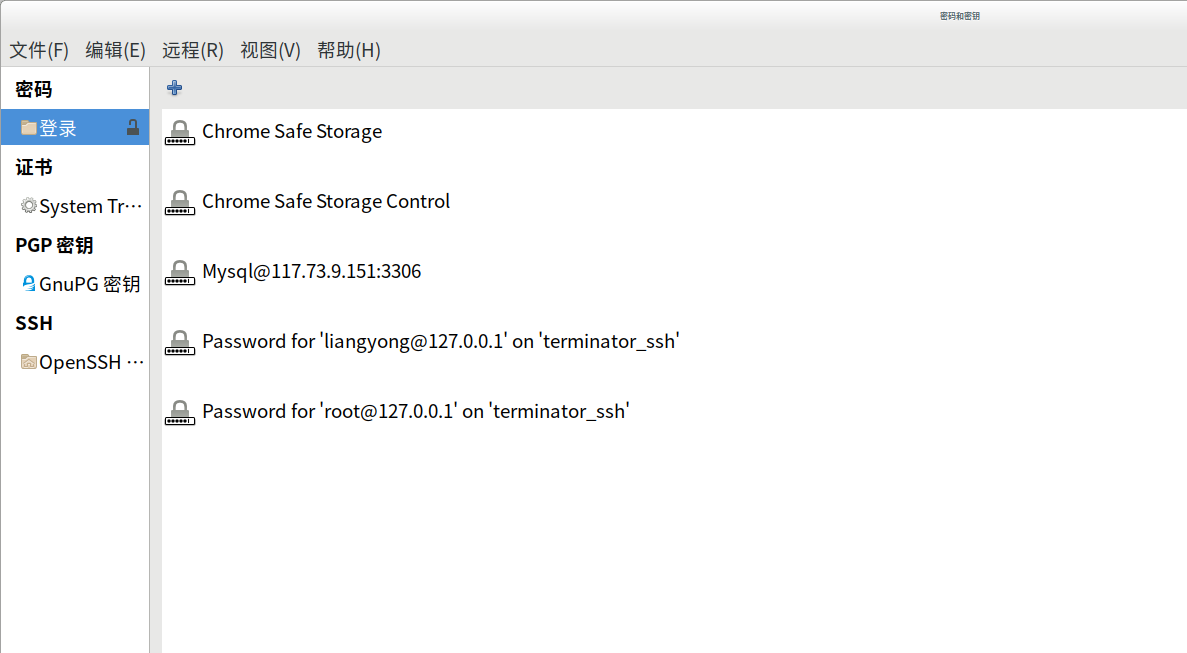 密码和密钥
文件(F) 编辑(E) 远程(R) 视图(V) 帮助(H)
密码
登录
证书
System Tr···
PGP 密钥
GnuPG 密钥
SSH
OpenSSH ···
Chrome Safe Storage
Chrome Safe Storage Control
Mysql@117.73.9.151:3306
Password for 'liangyong@127.0.0.1' on 'terminator_ssh'
Password for 'root@127.0.0.1' on 'terminator_ssh'